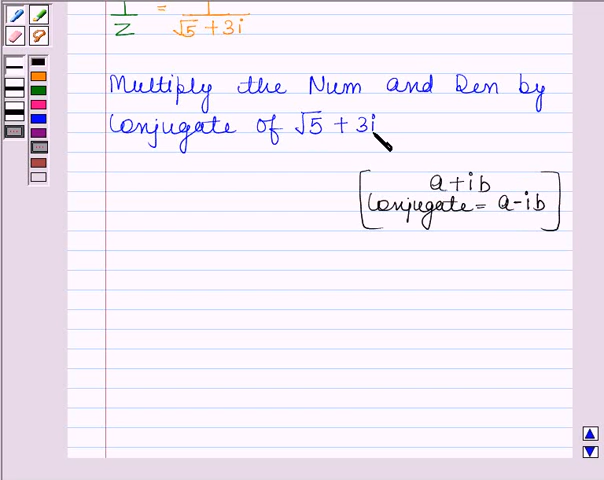 1/z = 1/√5 + 3i
Multiply the Num and Den by
Conjugate of √5 + 3i
a + ib
Conjugate = a - ib